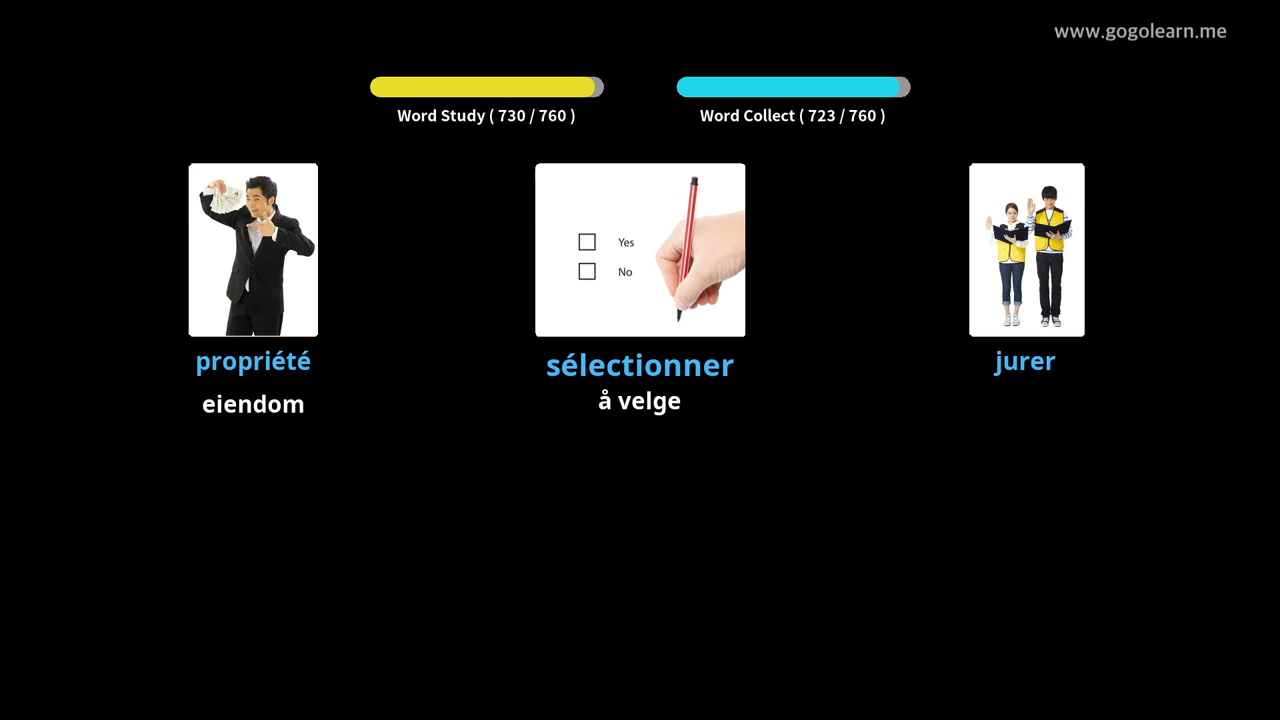 www.gogolearn.me
Word Study ( 730 / 760 )
Word Collect ( 723 / 760 )
Yes
No
propriété
eiendom
sélectionner
å velge
jurer